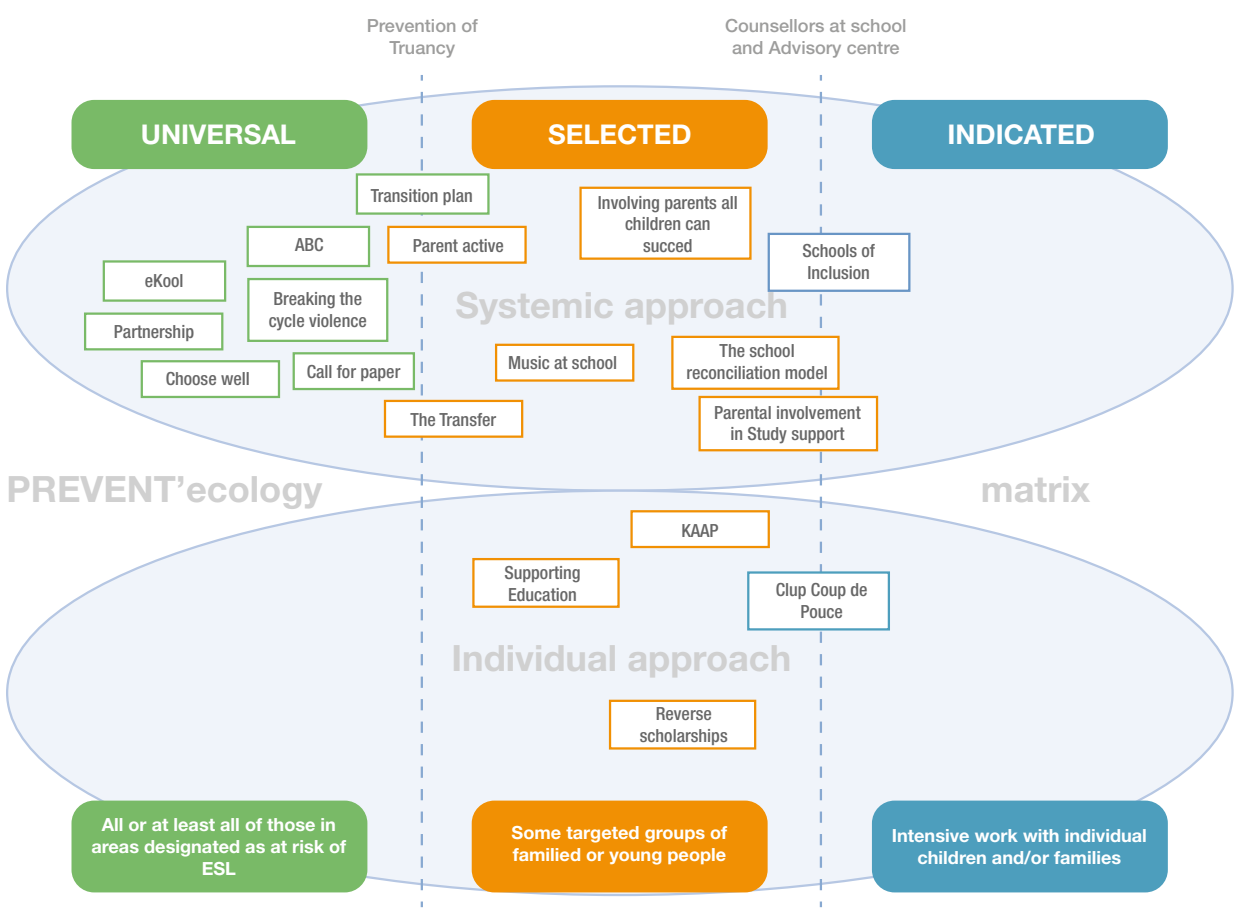 Prevention of
Truancy
Counsellors at school
and Advisory centre
UNIVERSAL
SELECTED
INDICATED
Transition plan
Involving parents all
children can
succed
ABC
Parent active
Schools of
Inclusion
eKool
Breaking the
cycle violence
Systemic approach
Partnership
Choose well
Call for paper
Music at school
The school
reconciliation model
The Transfer
Parental involvement
in Study support
PREVENT'ecology
matrix
KAAP
Supporting
Education
Clup Coup de
Pouce
Individual approach
Reverse
scholarships
All or at least all of those in
areas designated as at risk of
ESL
Some targeted groups of
familied or young people
Intensive work with individual
children and/or families